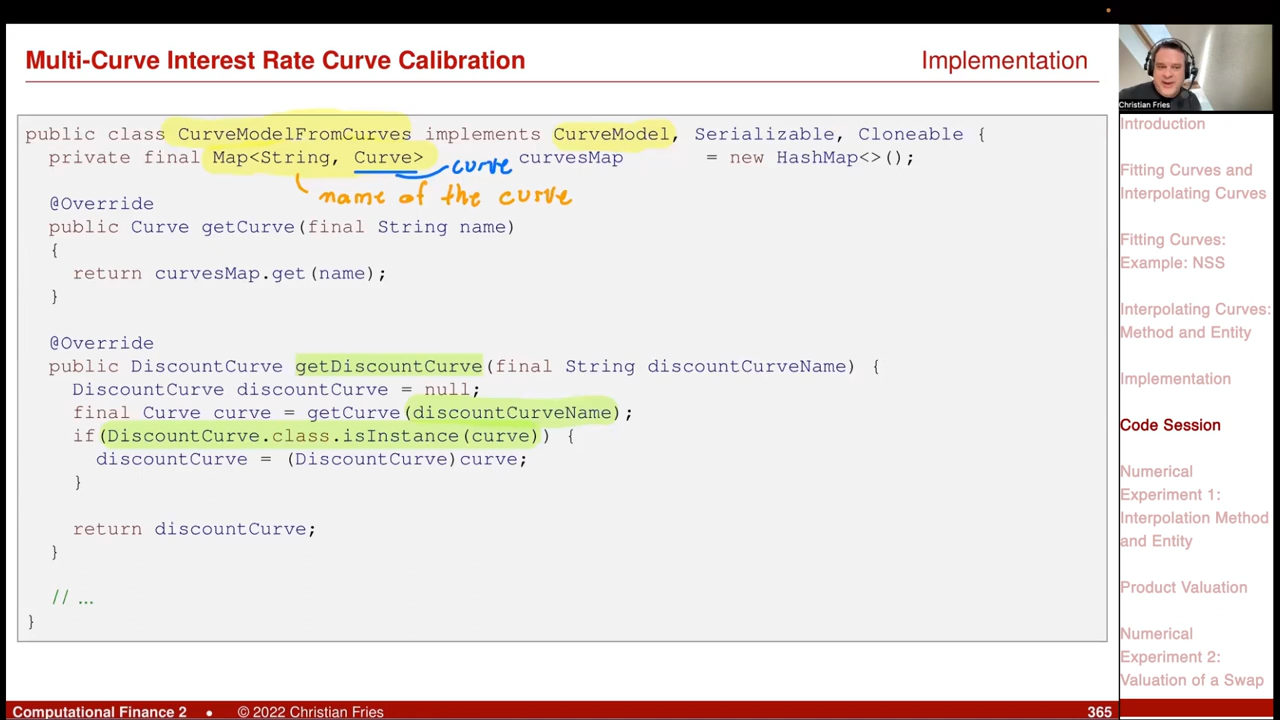 Multi-Curve Interest Rate Curve Calibration
Implementation
public class CurveModelFromCurves implements CurveModel, Serializable, Cloneable {
private final Map<String, Curve> curvesMap = new HashMap<>();
curve
name of the curve
@Override
public Curve getCurve(final String name)
{
return curvesMap.get(name);
}
@Override
public DiscountCurve getDiscountCurve(final String discountCurveName) {
DiscountCurve discountCurve = null;
final Curve curve = getCurve(discountCurveName);
if(DiscountCurve.class.isInstance(curve)) {
discountCurve = (DiscountCurve)curve;
}
return discountCurve;
}
// ...
}
Christian Fries
Introduction
Fitting Curves and
Interpolating Curves
Fitting Curves:
Example: NSS
Interpolating Curves:
Method and Entity
Implementation
Code Session
Numerical
Experiment 1:
Interpolation Method
and Entity
Product Valuation
Numerical
Experiment 2:
Valuation of a Swap
Computational Finance 2 • © 2022 Christian Fries
365